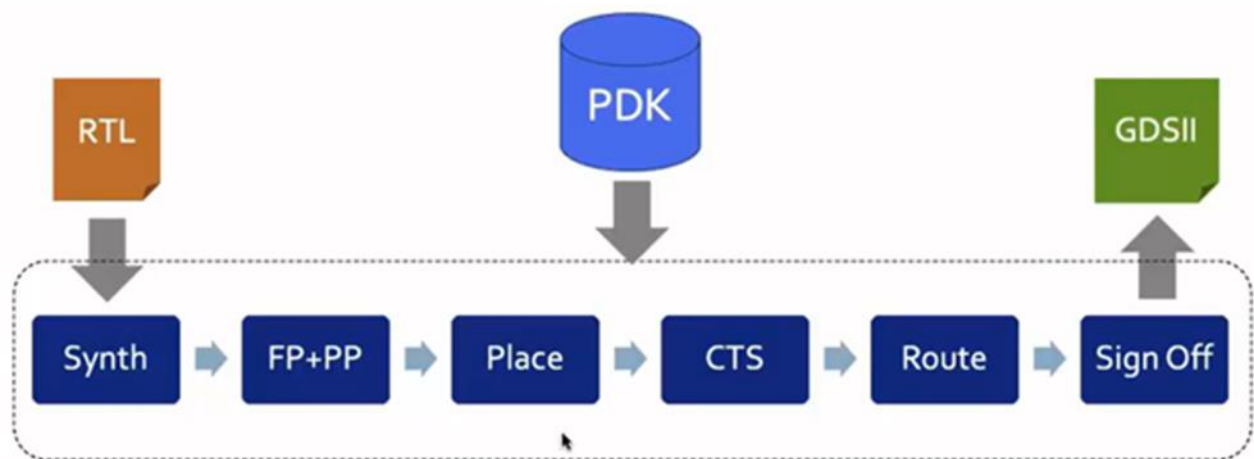 PDK
RTL
GDSII
Synth
FP+PP
Place
CTS
Route
Sign Off